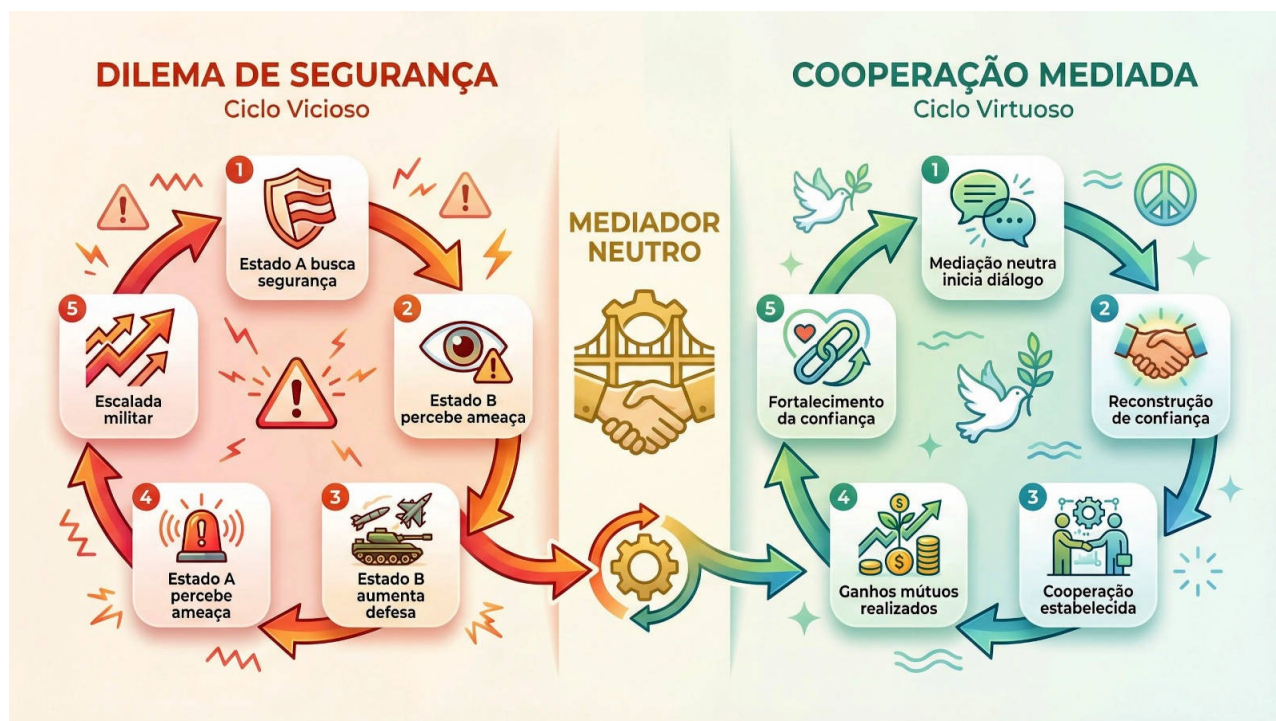 DILEMA DE SEGURANÇA
Ciclo Vicioso
1
Estado A busca
segurança
2
Estado B
percebe ameaça
3
Estado B
aumenta
defesa
4
Estado A
percebe
ameaça
5
Escalada
militar
MEDIADOR
NEUTRO
COOPERAÇÃO MEDIADA
Ciclo Virtuoso
1
Mediação neutra
inicia diálogo
2
Reconstrução
de confiança
3
Cooperação
estabelecida
4
$
$
Ganhos mútuos
realizados
5
Fortalecimento
da confiança